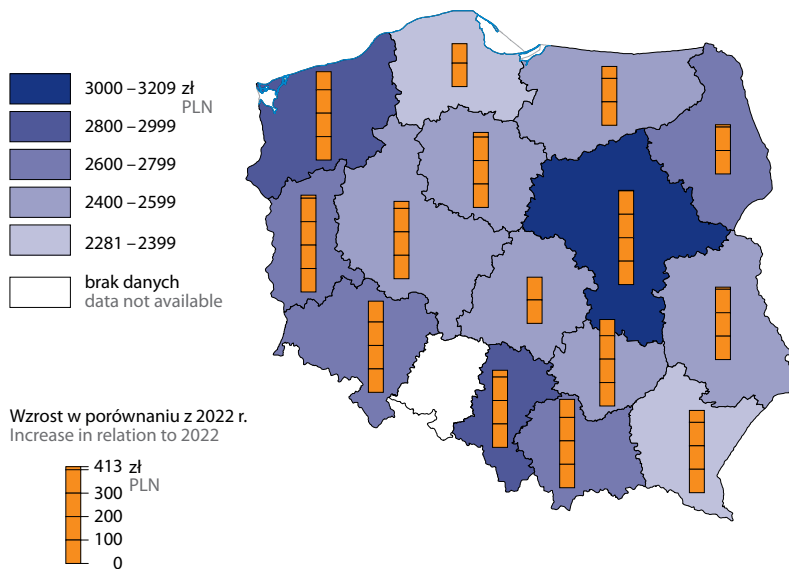 3000 – 3209 zł
PLN
2800 – 2999
2600 – 2799
2400 – 2599
2281 – 2399
brak danych
data not available
Wzrost w porównaniu z 2022 r.
Increase in relation to 2022
413 zł
PLN
300
200
100
0